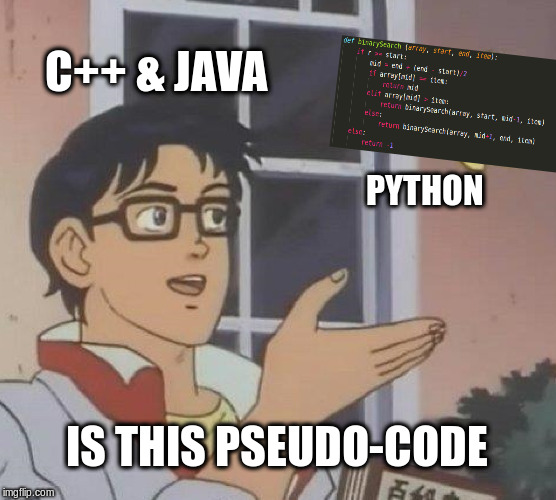 C++ & JAVA
def binarySearch (array, start, end, item):
if r >= start:
mid = end + (end - start)/2
if array[mid] == item:
return mid
elif array[mid] > item:
return binarySearch(array, start, mid-1, item)
else:
return binarySearch(array, mid+1, end, item)
else:
return -1
PYTHON
IS THIS PSEUDO-CODE
imgflip.com